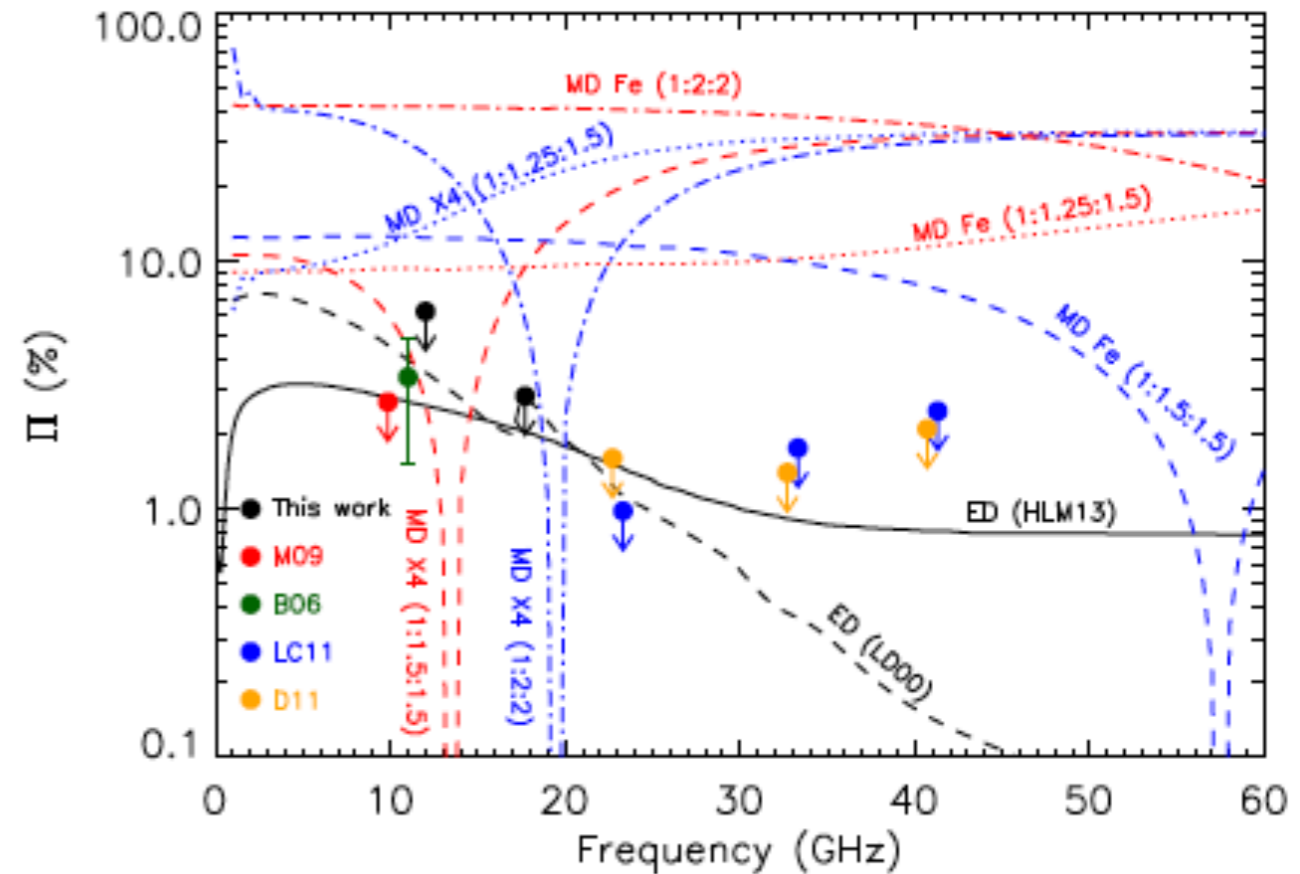 100.0
10.0
1.0
0.1
Π (%)
MD Fe (1:2:2)
MD X4 (1:1.25:1.5)
MD Fe (1:1.25:1.5)
MD Fe (1:1.5:1.5)
ED (HLM13)
ED (LD00)
MD X4 (1:1.5:1.5)
MD X4 (1:2:2)
This work
M09
B06
LC11
D11
0 10 20 30 40 50 60
Frequency (GHz)